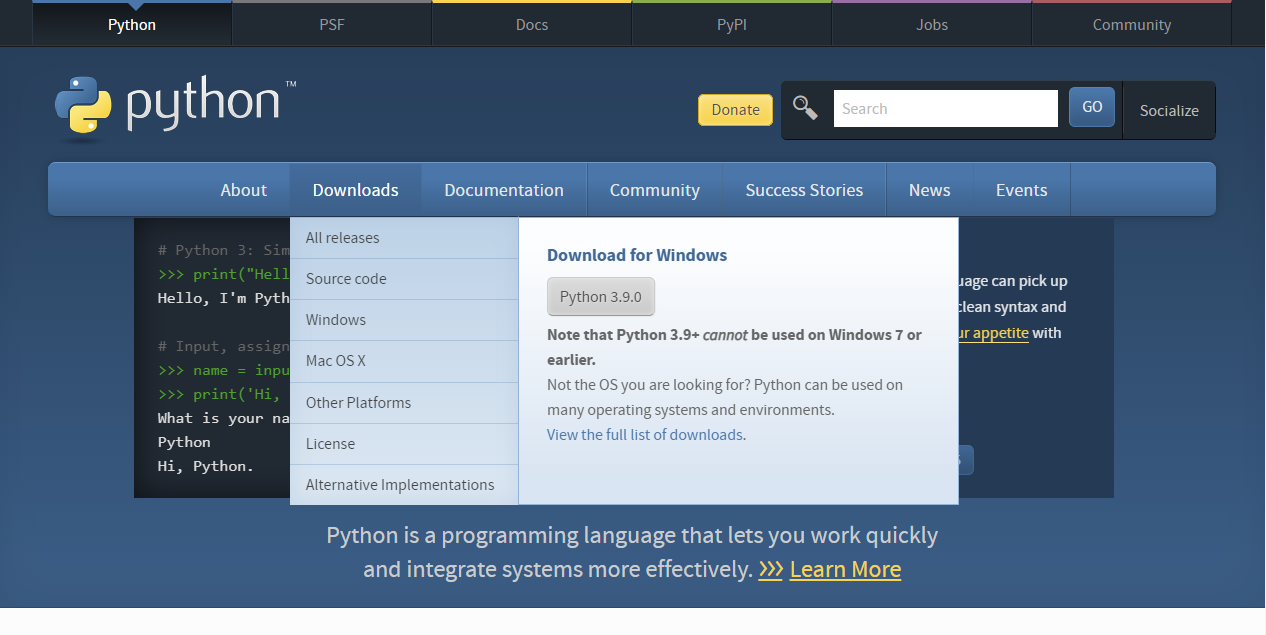 Python
PSF
Docs
PyPI
Jobs
Community
python™
Donate
Search
GO
Socialize
About
Downloads
Documentation
Community
Success Stories
News
Events
# Python 3: Sim
>>> print("Hell
Hello, I'm Pyth
# Input, assign
>>> name = inpu
>>> print('Hi,
What is your na
Python
Hi, Python.
All releases
Source code
Windows
Mac OS X
Other Platforms
License
Alternative Implementations
Download for Windows
Python 3.9.0
Note that Python 3.9+ cannot be used on Windows 7 or
earlier.
Not the OS you are looking for? Python can be used on
many operating systems and environments.
View the full list of downloads.
uage can pick up
clean syntax and
ur appetite with
Python is a programming language that lets you work quickly
and integrate systems more effectively. >>> Learn More